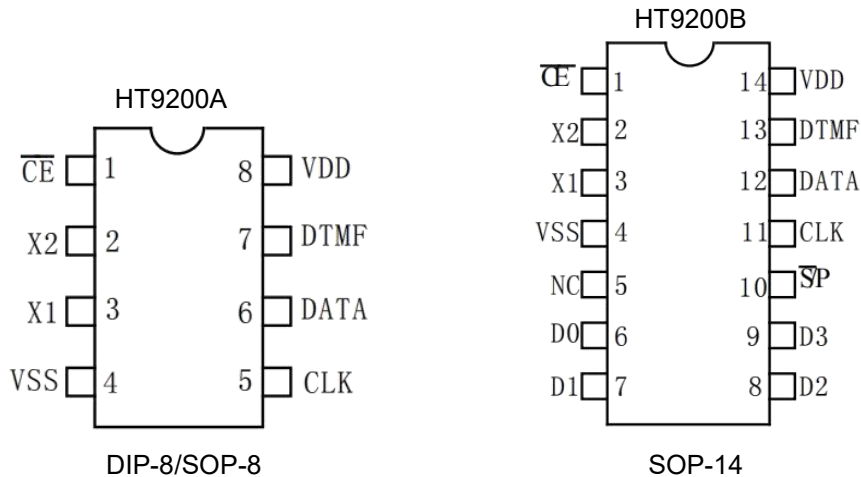 HT9200A
CE 1 8 VDD
X2 2 7 DTMF
X1 3 6 DATA
VSS 4 5 CLK
DIP-8/SOP-8
HT9200B
CE 1 14 VDD
X2 2 13 DTMF
X1 3 12 DATA
VSS 4 11 CLK
NC 5 10 S/P
D0 6 9 D3
D1 7 8 D2
SOP-14